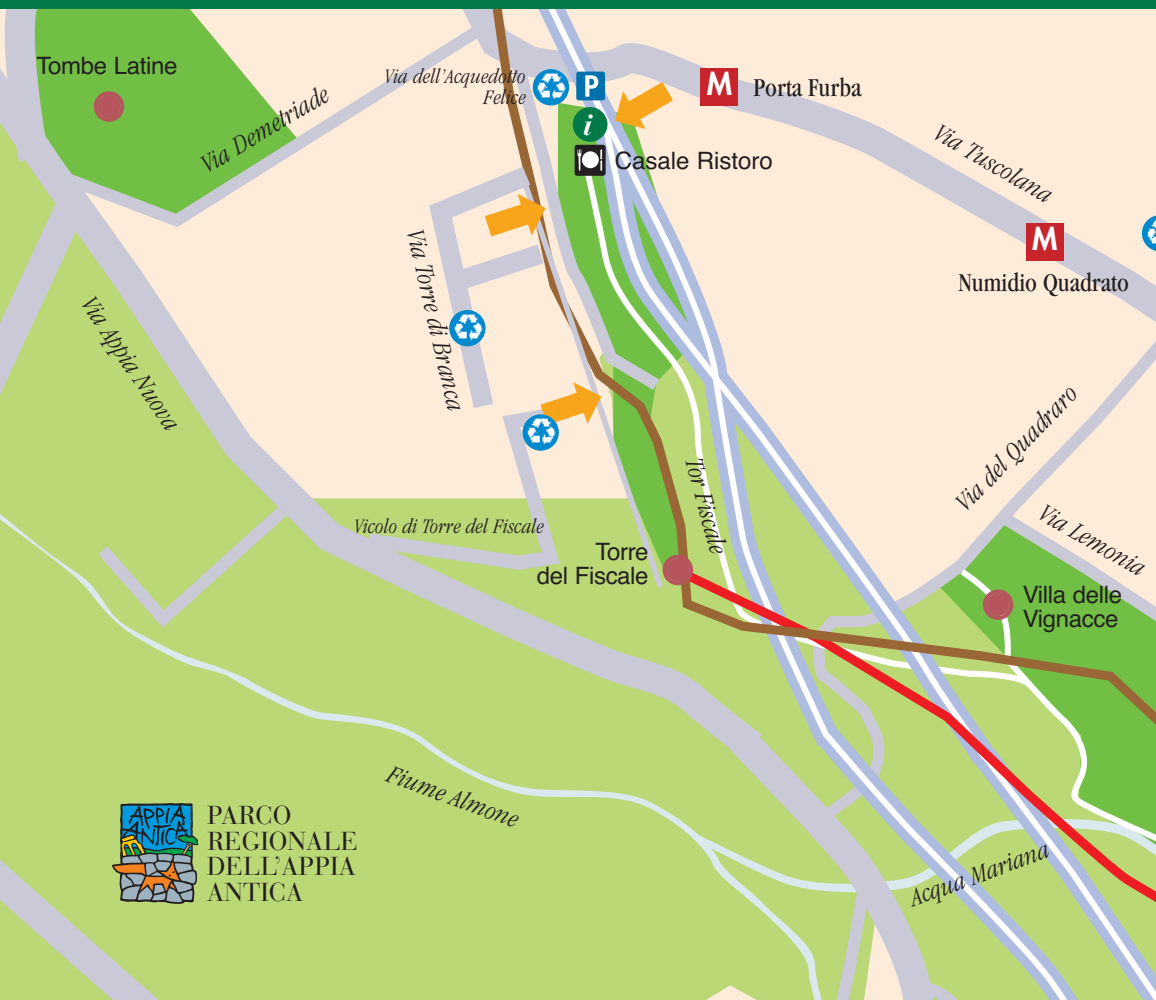 Tombe Latine
Via dell'Acquedotto
Felice
P
M Porta Furba
i
Casale Ristoro
Via Demetriade
Via Tuscolana
M
Numidio Quadrato
Via Torre di Branca
Via Appia Nuova
Via del Quadraro
Via Lemonia
Tor Fiscale
Vicolo di Torre del Fiscale
Torre
del Fiscale
Villa delle
Vignacce
Fiume Almone
Acqua Mariana
APPIA
ANTICA
PARCO
REGIONALE
DELL'APPIA
ANTICA